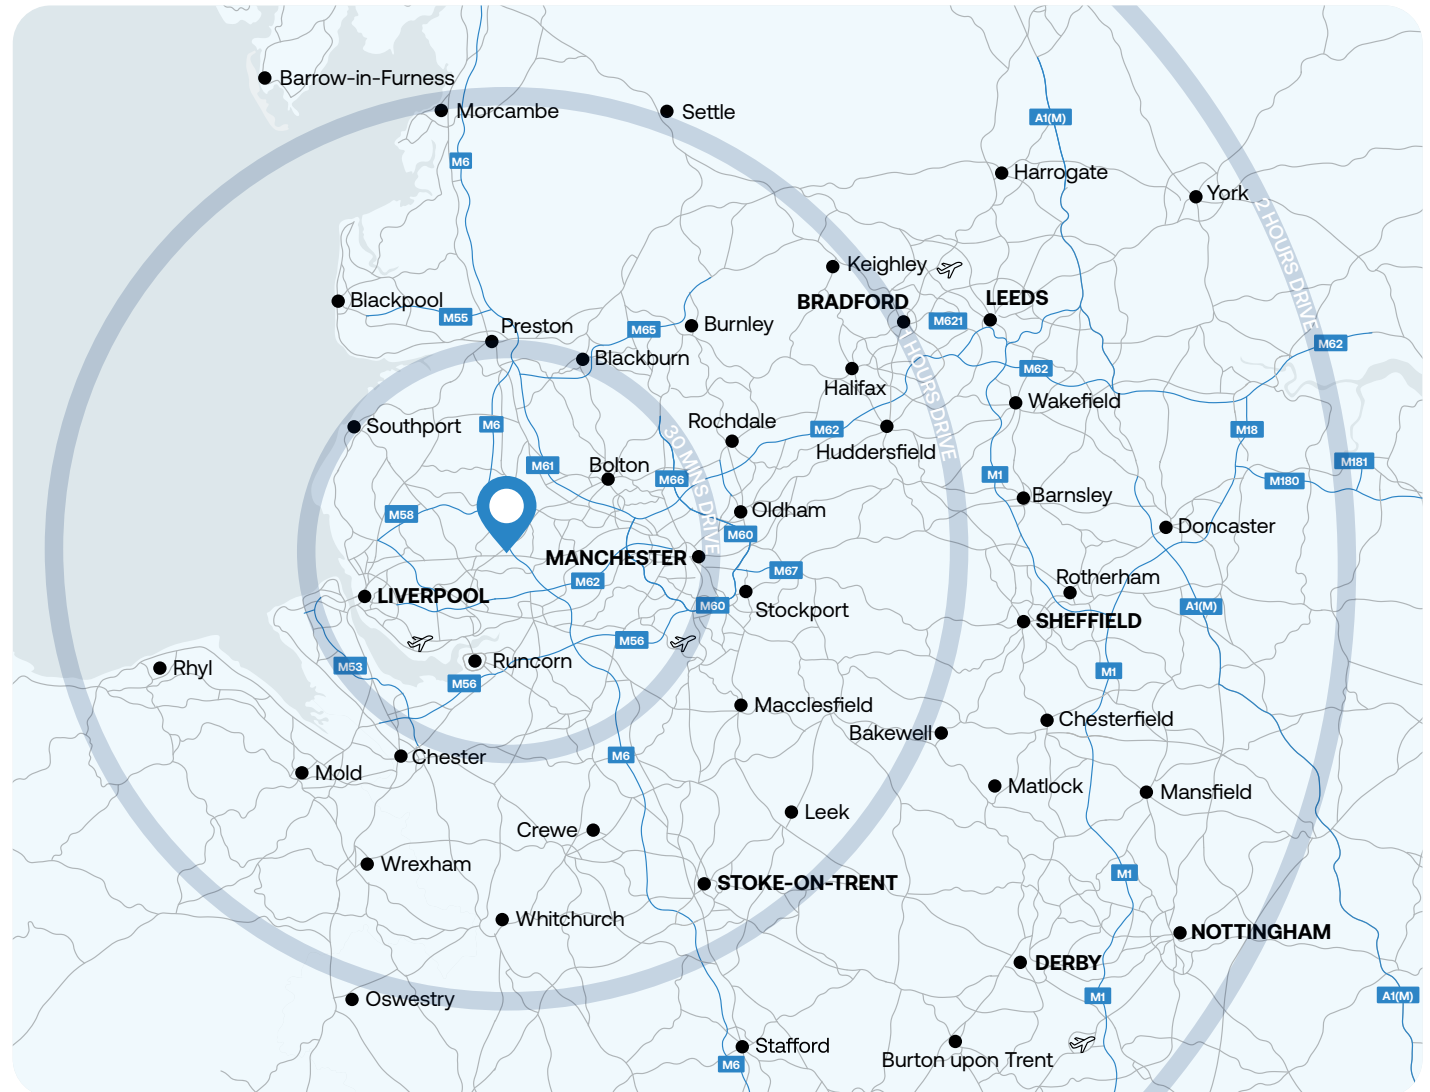 Barrow-in-Furness
Morcambe
Settle
A1(M)
M6
Harrogate
York
2 HOURS DRIVE
Keighley
Blackpool
M55
BRADFORD
LEEDS
M621
Preston
M65
Burnley
Blackburn
1 HOURS DRIVE
M62
M62
Halifax
Wakefield
Southport
M6
Rochdale
M62
M18
30 MINS DRIVE
Huddersfield
M61
Bolton
M66
M1
M181
M180
Barnsley
M58
Oldham
Doncaster
M60
MANCHESTER
M67
M62
Rotherham
LIVERPOOL
M60
Stockport
A1(M)
SHEFFIELD
M56
Rhyl
M53
Runcorn
M56
M1
Macclesfield
Chesterfield
Bakewell
M6
Chester
Mold
Matlock
Mansfield
Leek
Crewe
Wrexham
M1
STOKE-ON-TRENT
Whitchurch
NOTTINGHAM
DERBY
Oswestry
M1
A1(M)
Stafford
M6
Burton upon Trent